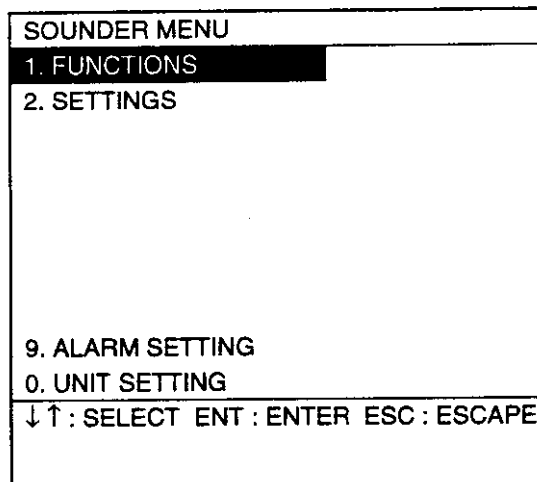 SOUNDER MENU
1. FUNCTIONS
2. SETTINGS
9. ALARM SETTING
0. UNIT SETTING
↓↑: SELECT ENT : ENTER ESC : ESCAPE